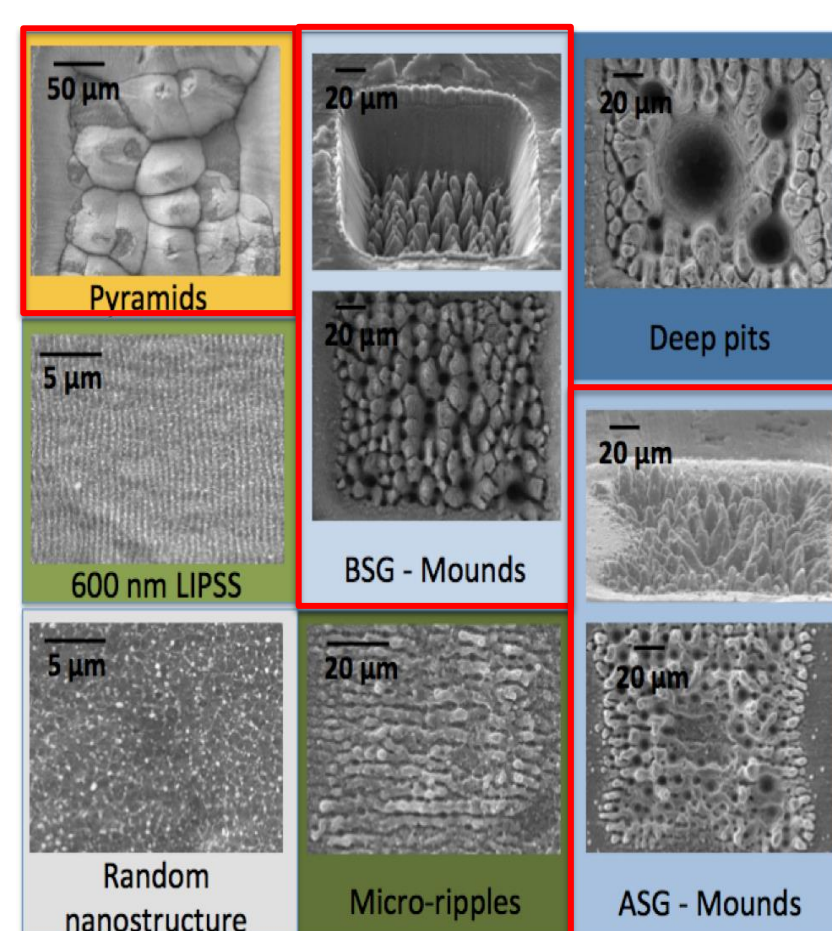 50 μm
Pyramids
20 μm
20 μm
BSG - Mounds
20 μm
Deep pits
5 μm
600 nm LIPSS
20 μm
20 μm
ASG - Mounds
5 μm
Random
nanostructure
20 μm
Micro-ripples